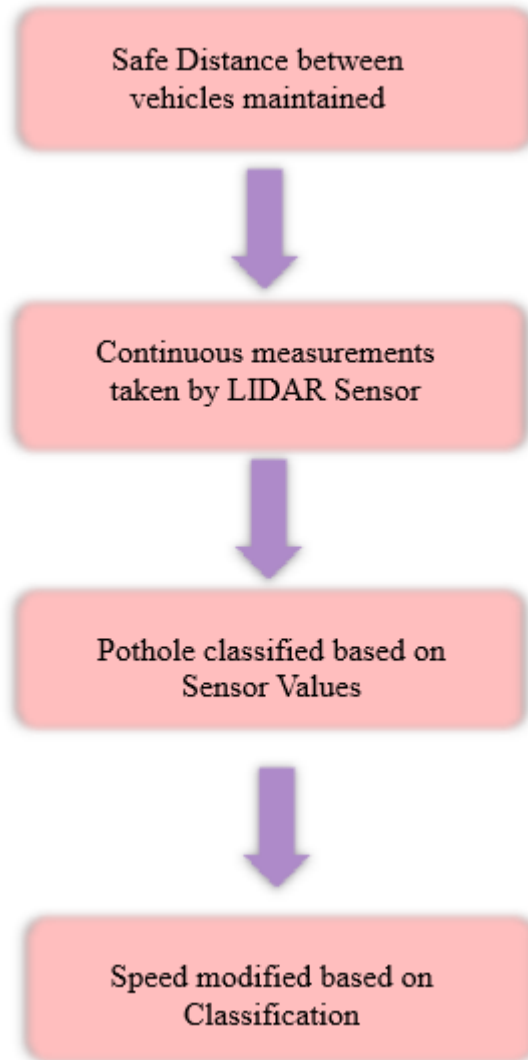 Safe Distance between
vehicles maintained
Continuous measurements
taken by LIDAR Sensor
Pothole classified based on
Sensor Values
Speed modified based on
Classification